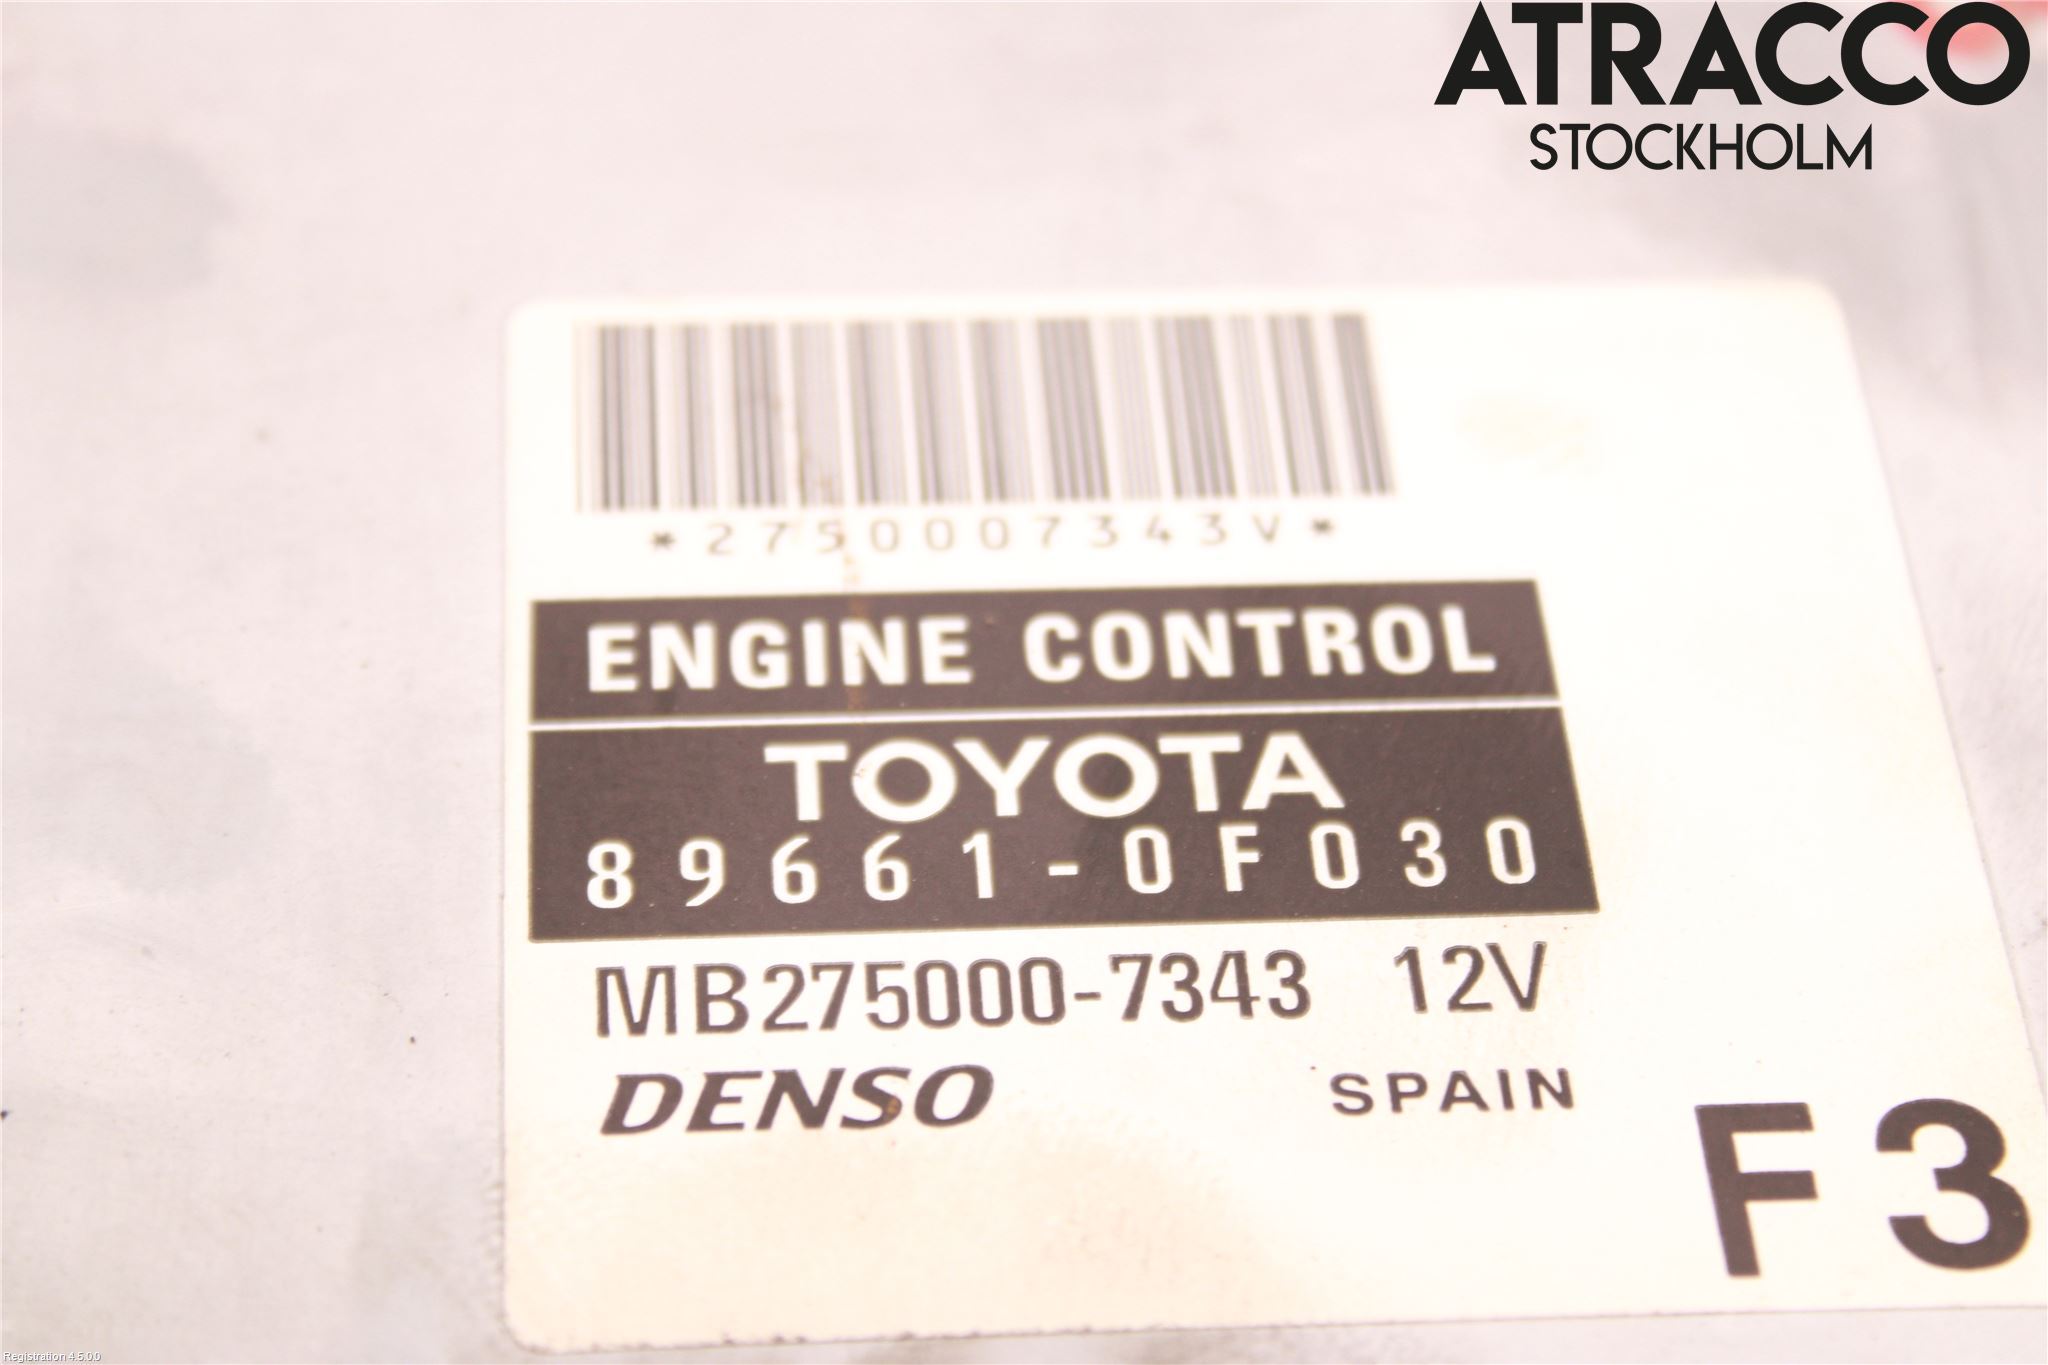 ATRACCO
STOCKHOLM
*2750007343V*
ENGINE CONTROL
TOYOTA
89661-0F030
MB275000-7343 12V
DENSO SPAIN
F3
Registration 4.5.0.0